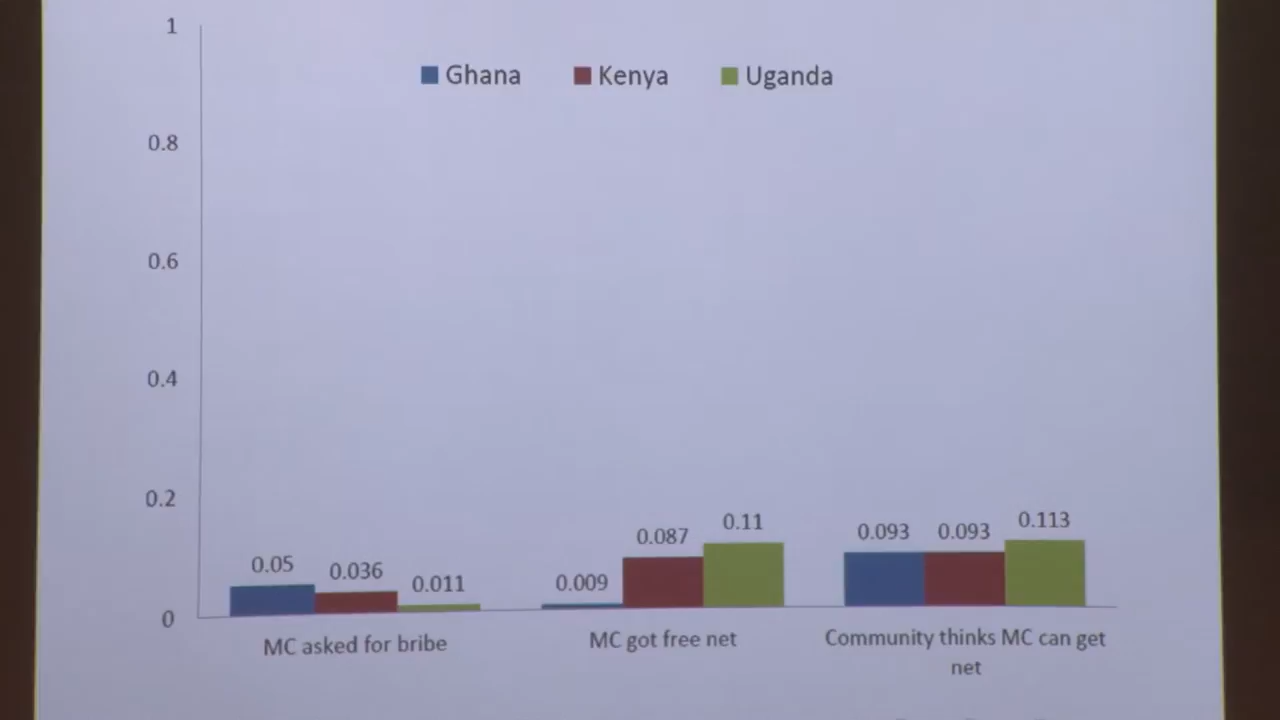 1
Ghana Kenya Uganda
0.8
0.6
0.4
0.2
0
0.05 0.036 0.011
0.009 0.087 0.11
0.093 0.093 0.113
MC asked for bribe
MC got free net
Community thinks MC can get
net